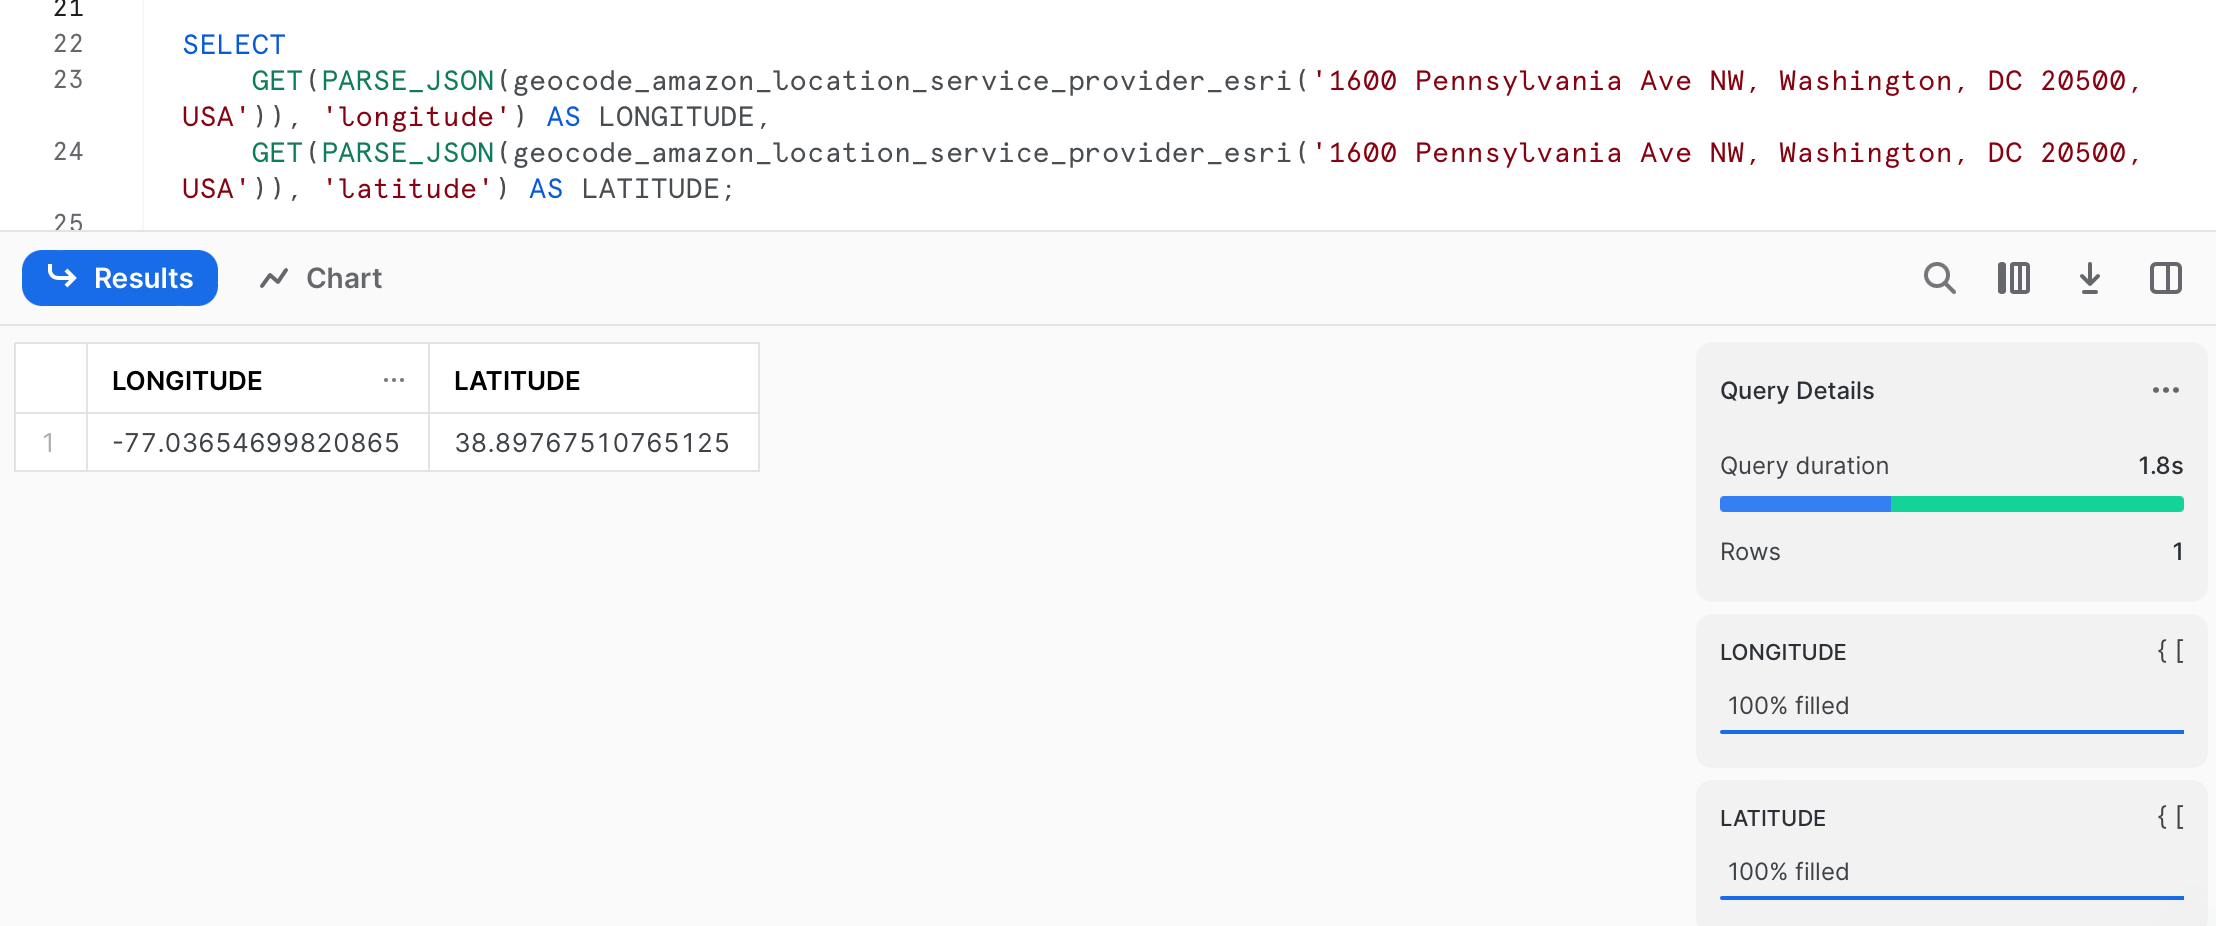 21
22 SELECT
23 GET(PARSE_JSON(geocode_amazon_location_service_provider_esri('1600 Pennsylvania Ave NW, Washington, DC 20500,
USA')), 'longitude') AS LONGITUDE,
24 GET(PARSE_JSON(geocode_amazon_location_service_provider_esri('1600 Pennsylvania Ave NW, Washington, DC 20500,
USA')), 'latitude') AS LATITUDE;
25
Results Chart
LONGITUDE ... LATITUDE
1 -77.03654699820865 38.89767510765125
Query Details ...
Query duration 1.8s
Rows 1
LONGITUDE { [
100% filled
LATITUDE { [
100% filled